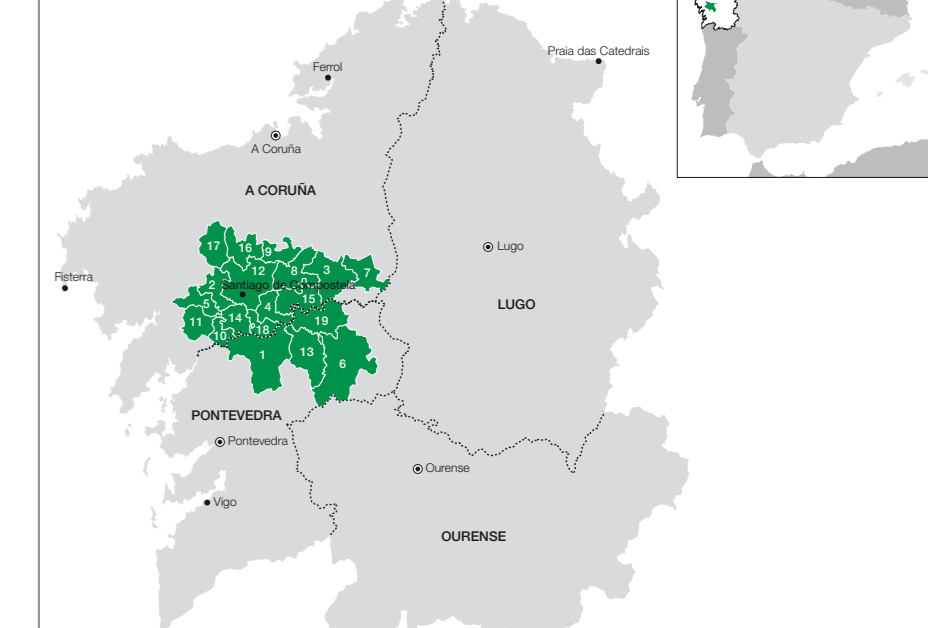 Praia das Catedrais
Ferrol
A Coruña
A CORUÑA
17
16
9
12
8
3
7
Lugo
Fisterra
2
Santiago de Compostela
5
4
15
LUGO
11
14
19
10
18
1
13
6
PONTEVEDRA
Pontevedra
Ourense
Vigo
OURENSE